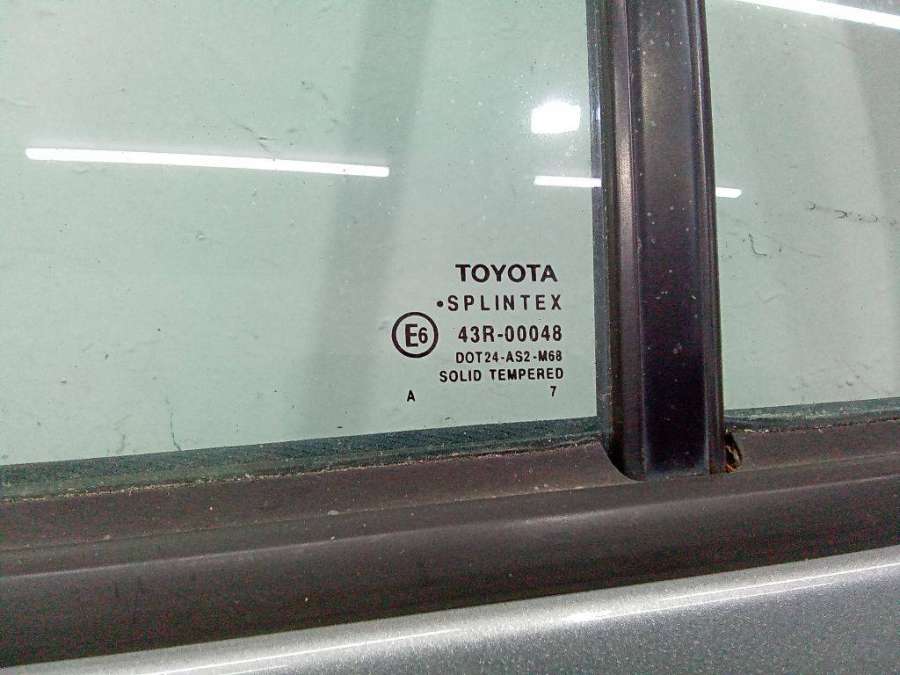 TOYOTA
•SPLINTEX
E6 43R-00048
DOT24-AS2-M68
SOLID TEMPERED
A 7